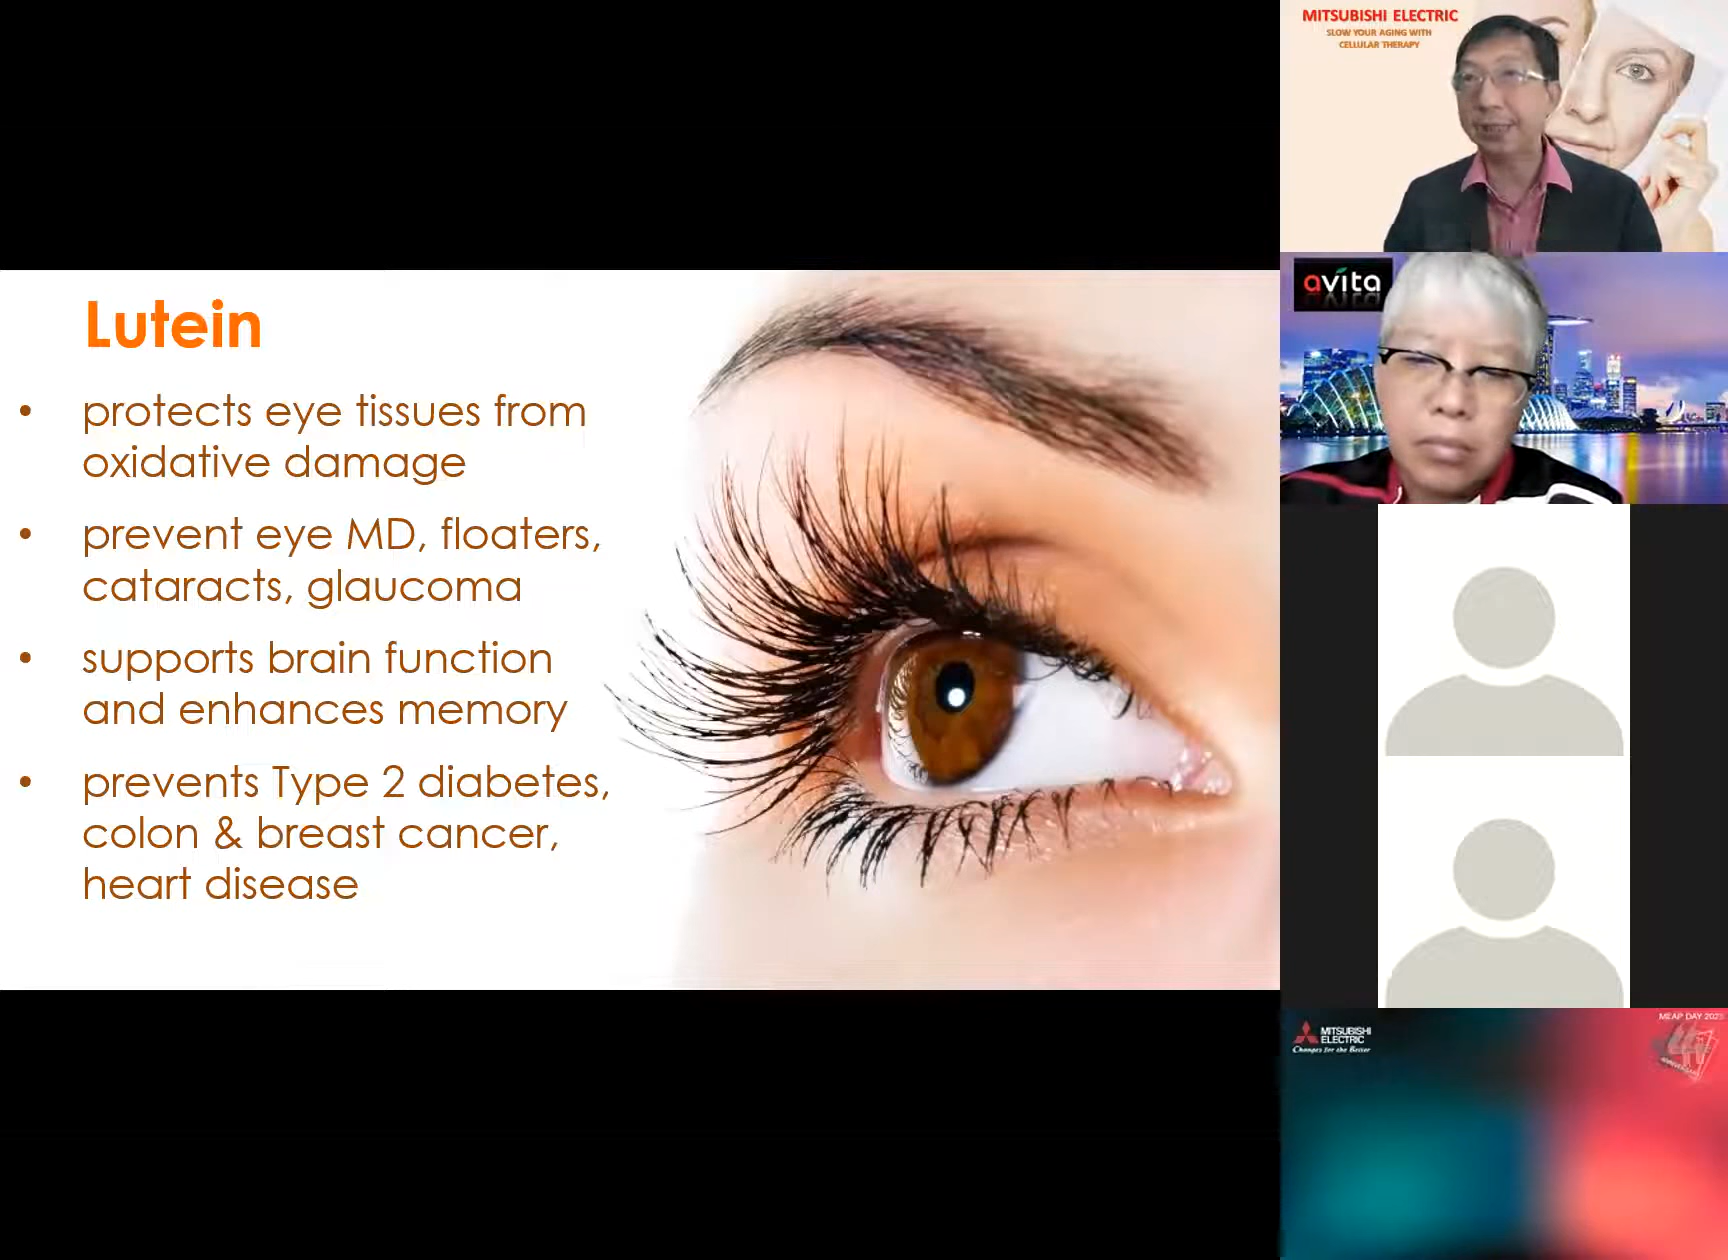 Lutein
• protects eye tissues from
oxidative damage
• prevent eye MD, floaters,
cataracts, glaucoma
• supports brain function
and enhances memory
• prevents Type 2 diabetes,
colon & breast cancer,
heart disease
MITSUBISHI ELECTRIC
SLOW YOUR AGING WITH
CELLULAR THERAPY
avita
MITSUBISHI
ELECTRIC
Changes for the Better
MEAP DAY